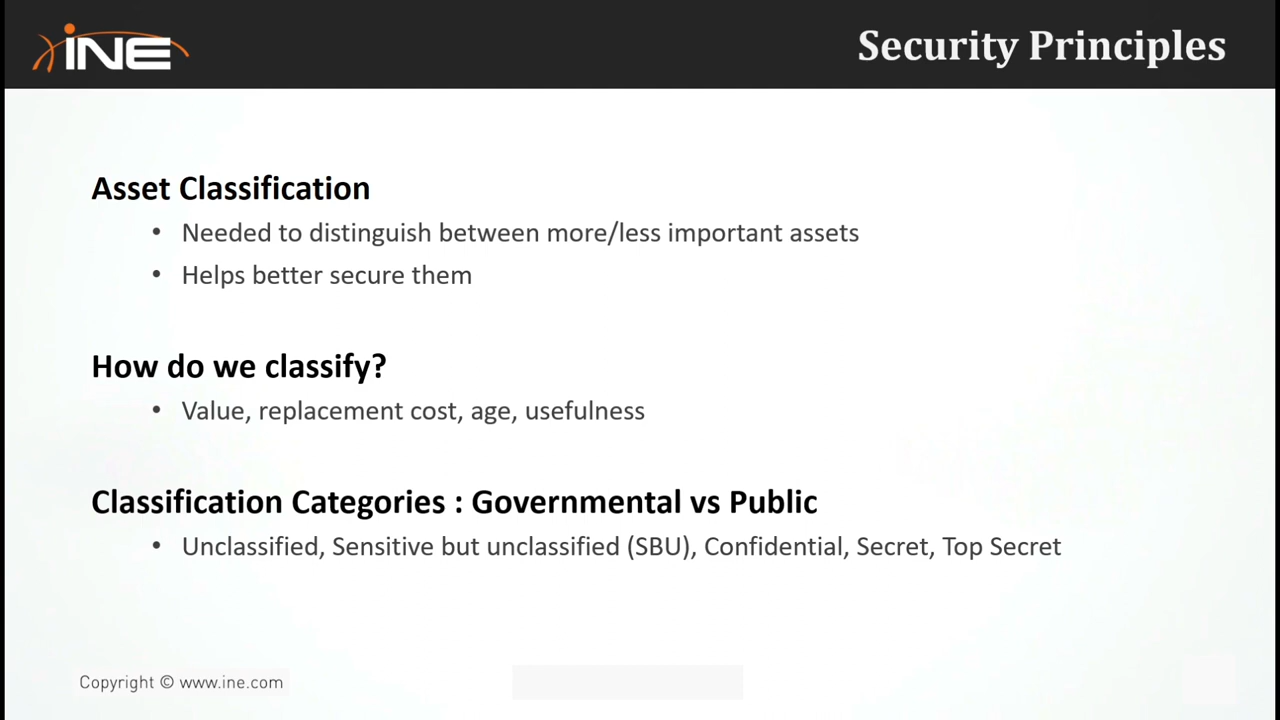 INE
Security Principles
Asset Classification
• Needed to distinguish between more/less important assets
• Helps better secure them
How do we classify?
• Value, replacement cost, age, usefulness
Classification Categories : Governmental vs Public
• Unclassified, Sensitive but unclassified (SBU), Confidential, Secret, Top Secret
Copyright © www.ine.com